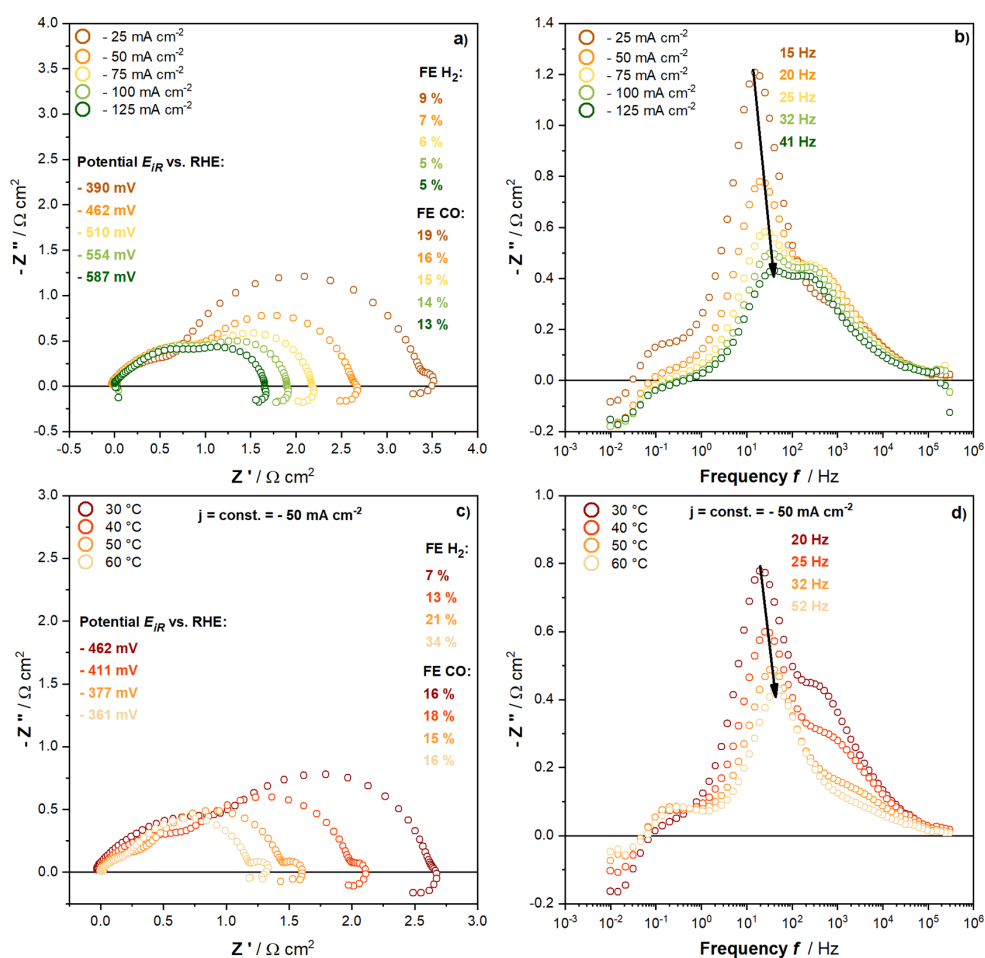 a)
- 25 mA cm⁻²
- 50 mA cm⁻²
- 75 mA cm⁻²
- 100 mA cm⁻²
- 125 mA cm⁻²
FE H₂:
9 %
7 %
6 %
5 %
5 %
Potential E_iR vs. RHE:
- 390 mV
- 462 mV
- 510 mV
- 554 mV
- 587 mV
FE CO:
19 %
16 %
15 %
14 %
13 %
4.0
3.5
3.0
2.5
2.0
1.5
1.0
0.5
0.0
-0.5
- Z '' / Ω cm²
-0.5 0.0 0.5 1.0 1.5 2.0 2.5 3.0 3.5 4.0
Z ' / Ω cm²
b)
- 25 mA cm⁻²
- 50 mA cm⁻²
- 75 mA cm⁻²
- 100 mA cm⁻²
- 125 mA cm⁻²
15 Hz
20 Hz
25 Hz
32 Hz
41 Hz
1.4
1.2
1.0
0.8
0.6
0.4
0.2
0.0
-0.2
- Z '' / Ω cm²
10⁻³ 10⁻² 10⁻¹ 10⁰ 10¹ 10² 10³ 10⁴ 10⁵ 10⁶
Frequency f / Hz
c)
30 °C
40 °C
50 °C
60 °C
j = const. = - 50 mA cm⁻²
FE H₂:
7 %
13 %
21 %
34 %
Potential E_iR vs. RHE:
- 462 mV
- 411 mV
- 377 mV
- 361 mV
FE CO:
16 %
18 %
15 %
16 %
3.0
2.5
2.0
1.5
1.0
0.5
0.0
- Z '' / Ω cm²
0.0 0.5 1.0 1.5 2.0 2.5 3.0
Z ' / Ω cm²
d)
30 °C
40 °C
50 °C
60 °C
j = const. = - 50 mA cm⁻²
20 Hz
25 Hz
32 Hz
52 Hz
1.0
0.8
0.6
0.4
0.2
0.0
-0.2
- Z '' / Ω cm²
10⁻³ 10⁻² 10⁻¹ 10⁰ 10¹ 10² 10³ 10⁴ 10⁵ 10⁶
Frequency f / Hz